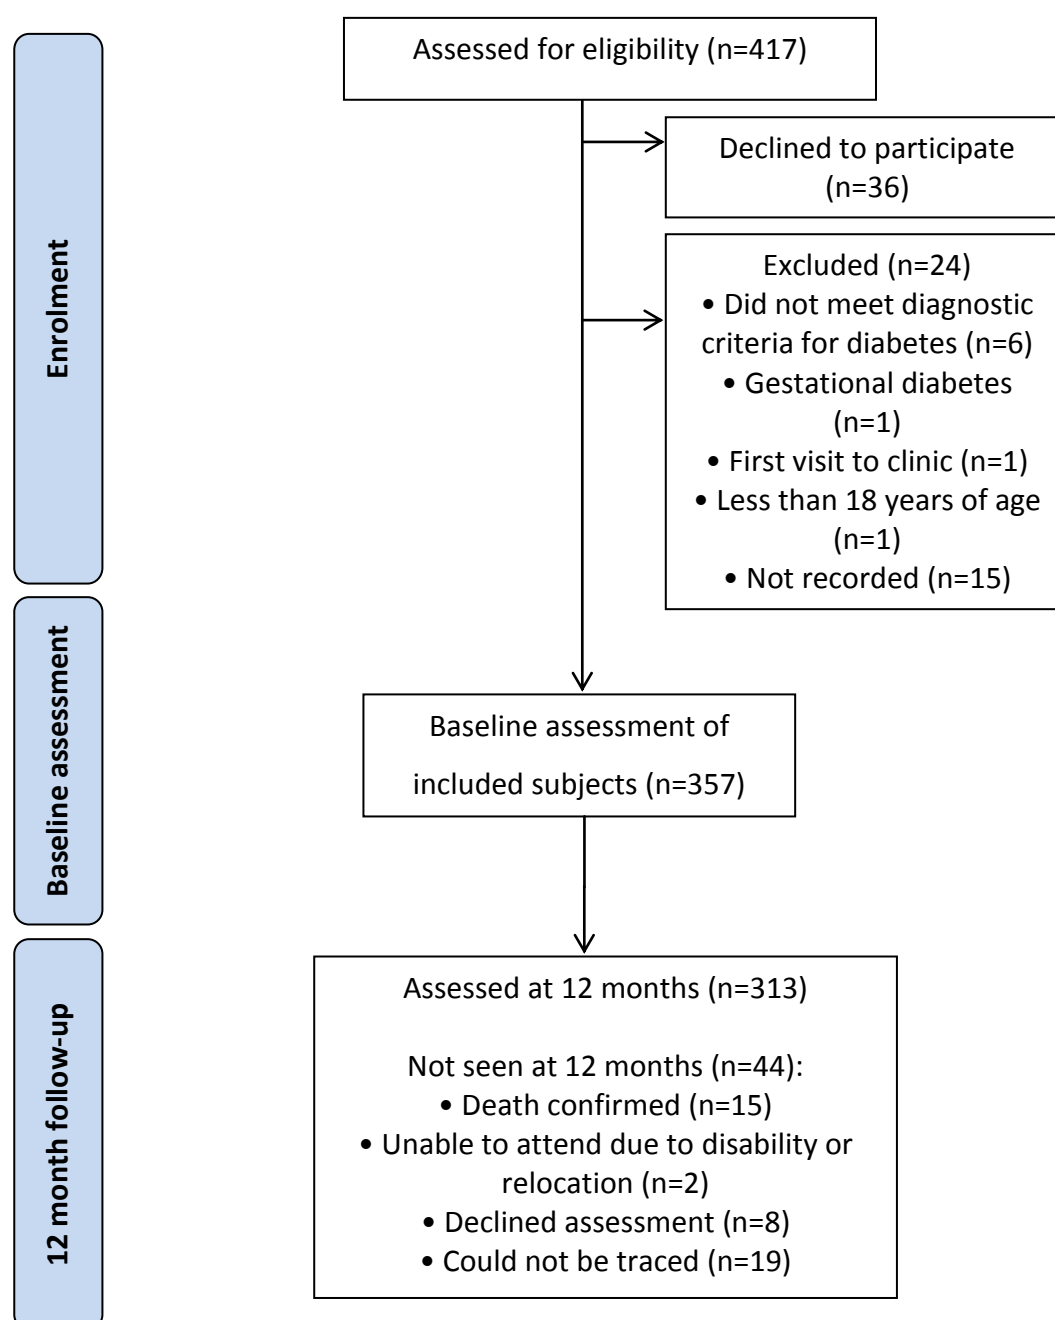 Assessed for eligibility (n=417)
Declined to participate
(n=36)
Excluded (n=24)
• Did not meet diagnostic
criteria for diabetes (n=6)
• Gestational diabetes
(n=1)
• First visit to clinic (n=1)
• Less than 18 years of age
(n=1)
• Not recorded (n=15)
Enrolment
Baseline assessment of
included subjects (n=357)
Baseline assessment
Assessed at 12 months (n=313)
Not seen at 12 months (n=44):
• Death confirmed (n=15)
• Unable to attend due to disability or
relocation (n=2)
• Declined assessment (n=8)
• Could not be traced (n=19)
12 month follow-up